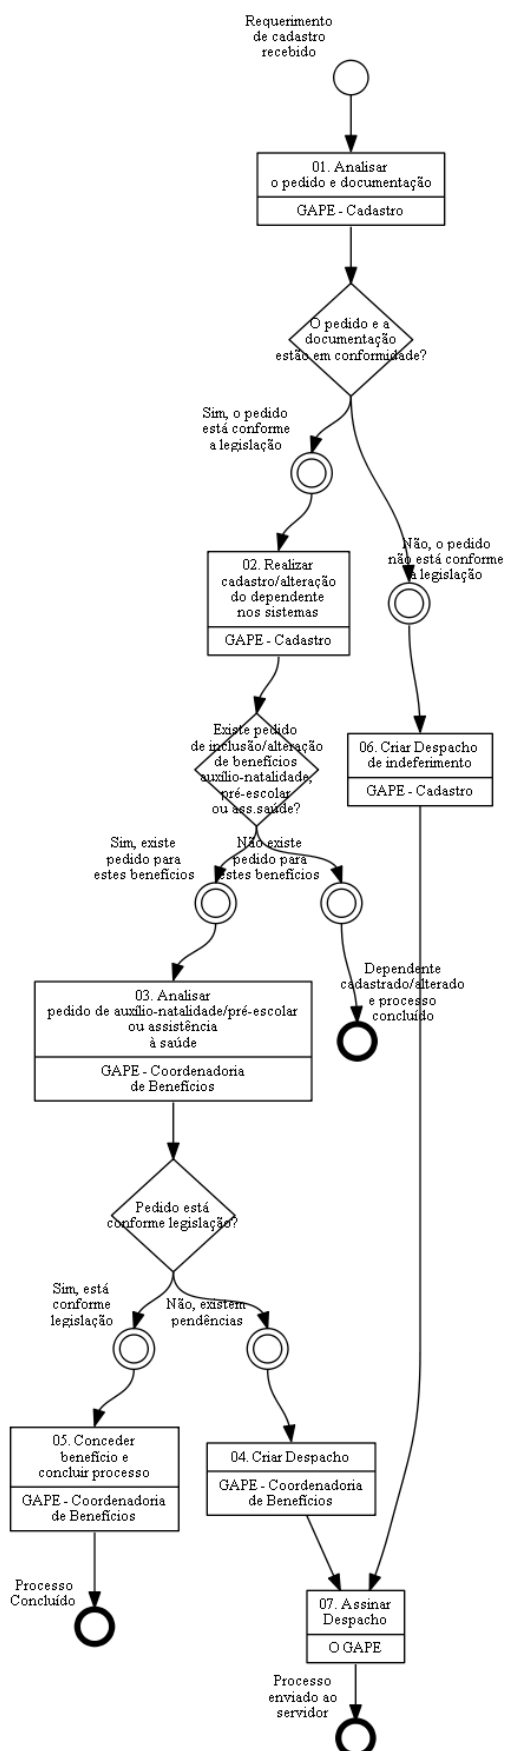 Requerimento
de cadastro
recebido
01. Analisar
o pedido e documentação
GAPE - Cadastro
O pedido e a
documentação
estão em conformidade?
Sim, o pedido
está conforme
a legislação
Não, o pedido
não está conforme
a legislação
02. Realizar
cadastro/alteração
do dependente
nos sistemas
GAPE - Cadastro
06. Criar Despacho
de indeferimento
GAPE - Cadastro
Existe pedido
de inclusão/alteração
de benefícios
auxílio-natalidade,
pré-escolar
ou ass.saúde?
Sim, existe
pedido para
estes benefícios
Não existe
pedido para
estes benefícios
03. Analisar
pedido de auxílio-natalidade/pré-escolar
ou assistência
à saúde
GAPE - Coordenadoria
de Benefícios
Dependente
cadastrado/alterado
e processo
concluído
Pedido está
conforme legislação?
Sim, está
conforme
legislação
Não, existem
pendências
05. Conceder
benefício e
concluir processo
GAPE - Coordenadoria
de Benefícios
04. Criar Despacho
GAPE - Coordenadoria
de Benefícios
Processo
Concluído
07. Assinar
Despacho
O GAPE
Processo
enviado ao
servidor